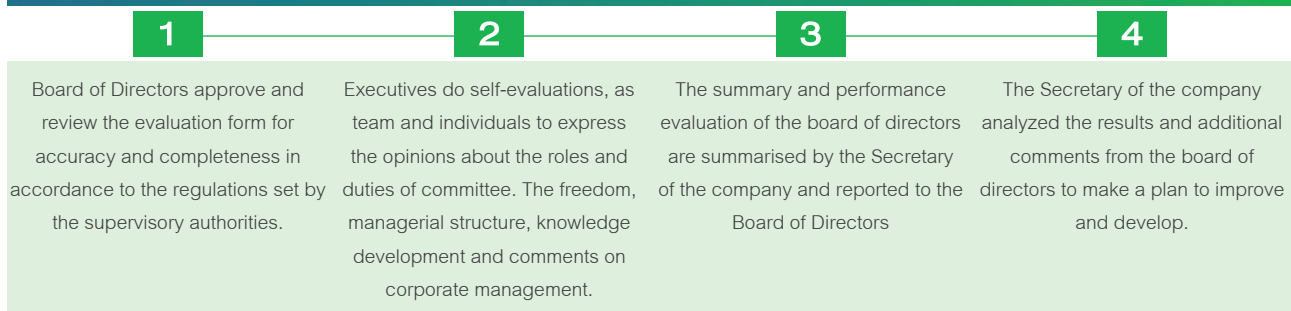 1
Board of Directors approve and
review the evaluation form for
accuracy and completeness in
accordance to the regulations set by
the supervisory authorities.
2
Executives do self-evaluations, as
team and individuals to express
the opinions about the roles and
duties of committee. The freedom,
managerial structure, knowledge
development and comments on
corporate management.
3
The summary and performance
evaluation of the board of directors
are summarised by the Secretary
of the company and reported to the
Board of Directors
4
The Secretary of the company
analyzed the results and additional
comments from the board of
directors to make a plan to improve
and develop.